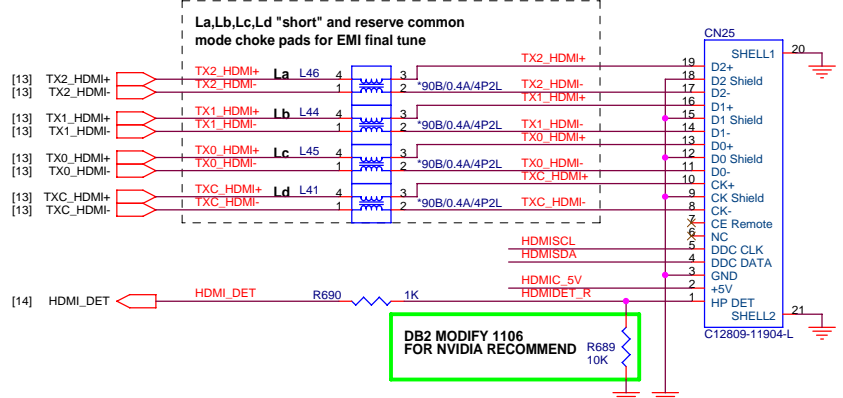 La,Lb,Lc,Ld "short" and reserve common
mode choke pads for EMI final tune
CN25
SHELL1 20
TX2_HDMI+ 19 D2+
[13] TX2_HDMI+ TX2_HDMI+ La L46 4 3 18 D2 Shield
[13] TX2_HDMI- TX2_HDMI- 1 2 *90B/0.4A/4P2L TX2_HDMI- 17 D2-
TX1_HDMI+ 16 D1+
[13] TX1_HDMI+ TX1_HDMI+ Lb L44 4 3 15 D1 Shield
[13] TX1_HDMI- TX1_HDMI- 1 2 *90B/0.4A/4P2L TX1_HDMI- 14 D1-
TX0_HDMI+ 13 D0+
[13] TX0_HDMI+ TX0_HDMI+ Lc L45 4 3 12 D0 Shield
[13] TX0_HDMI- TX0_HDMI- 1 2 *90B/0.4A/4P2L TX0_HDMI- 11 D0-
TXC_HDMI+ 10 CK+
[13] TXC_HDMI+ TXC_HDMI+ Ld L41 4 3 9 CK Shield
[13] TXC_HDMI- TXC_HDMI- 1 2 *90B/0.4A/4P2L TXC_HDMI- 8 CK-
7 CE Remote
6 NC
HDMISCL 5 DDC CLK
HDMISDA 4 DDC DATA
3 GND
HDMIC_5V 2 +5V
[14] HDMI_DET HDMI_DET R690 1K HDMIDET_R 1 HP DET
SHELL2 21
C12809-11904-L
DB2 MODIFY 1106
FOR NVIDIA RECOMMEND
R689
10K